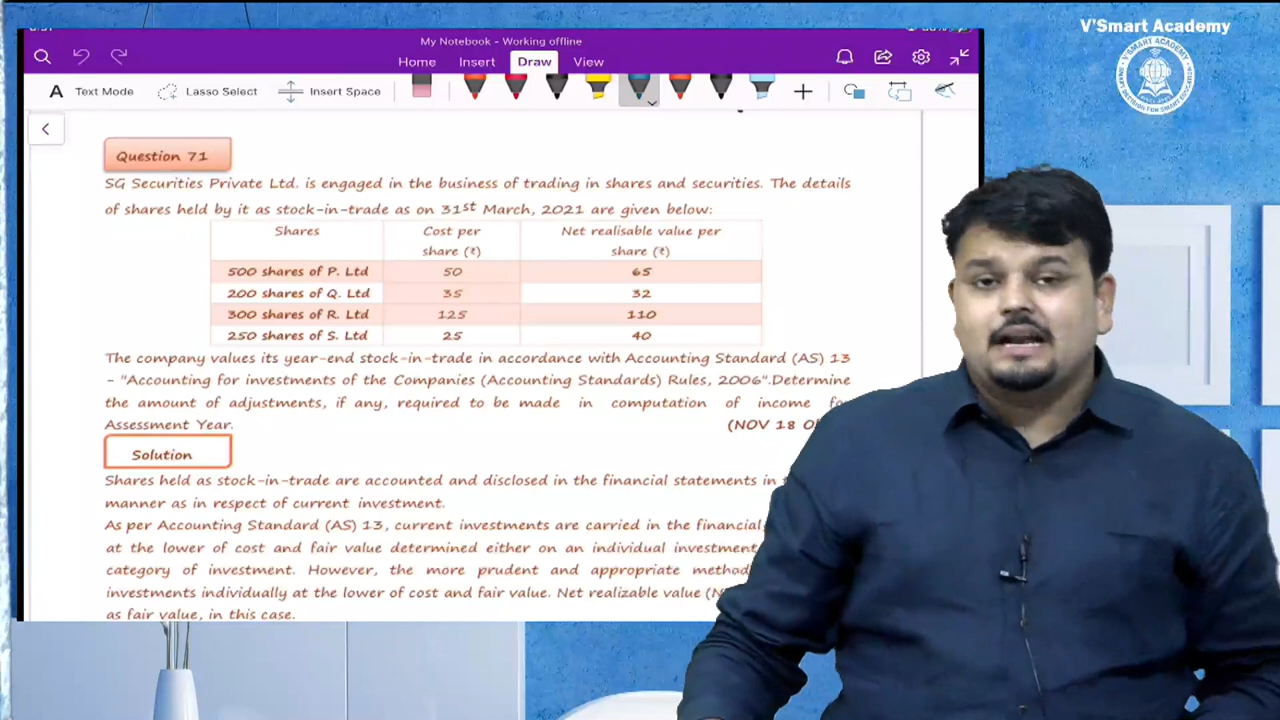 V'Smart Academy
My Notebook - Working offline
Home Insert Draw View
A Text Mode Lasso Select Insert Space
Question 71
SG Securities Private Ltd. is engaged in the business of trading in shares and securities. The details
of shares held by it as stock-in-trade as on 31st March, 2021 are given below:
Shares Cost per share (₹) Net realisable value per share (₹)
500 shares of P. Ltd 50 65
200 shares of Q. Ltd 35 32
300 shares of R. Ltd 125 110
250 shares of S. Ltd 25 40
The company values its year-end stock-in-trade in accordance with Accounting Standard (AS) 13
- "Accounting for investments of the Companies (Accounting Standards) Rules, 2006".Determine
the amount of adjustments, if any, required to be made in computation of income
Assessment Year. (NOV 18
Solution
Shares held as stock-in-trade are accounted and disclosed in the financial statements in
manner as in respect of current investment.
As per Accounting Standard (AS) 13, current investments are carried in the financial
at the lower of cost and fair value determined either on an individual investment
category of investment. However, the more prudent and appropriate method
investments individually at the lower of cost and fair value. Net realizable value
as fair value, in this case.